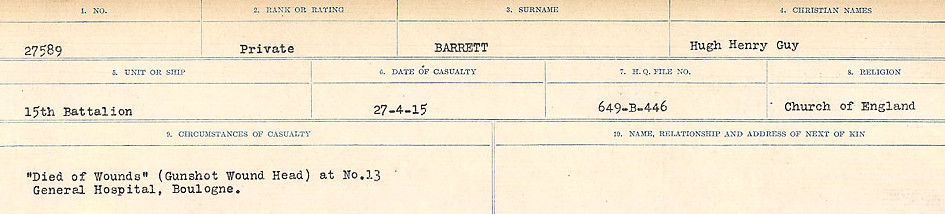 1. NO.
2. RANK OR RATING
3. SURNAME
4. CHRISTIAN NAMES
27589
Private
BARRETT
Hugh Henry Guy
5. UNIT OR SHIP
6. DATE OF CASUALTY
7. H.Q. FILE NO.
8. RELIGION
15th Battalion
27-4-15
649-B-446
Church of England
9. CIRCUMSTANCES OF CASUALTY
10. NAME, RELATIONSHIP AND ADDRESS OF NEXT OF KIN
"Died of Wounds" (Gunshot Wound Head) at No.13
General Hospital, Boulogne.